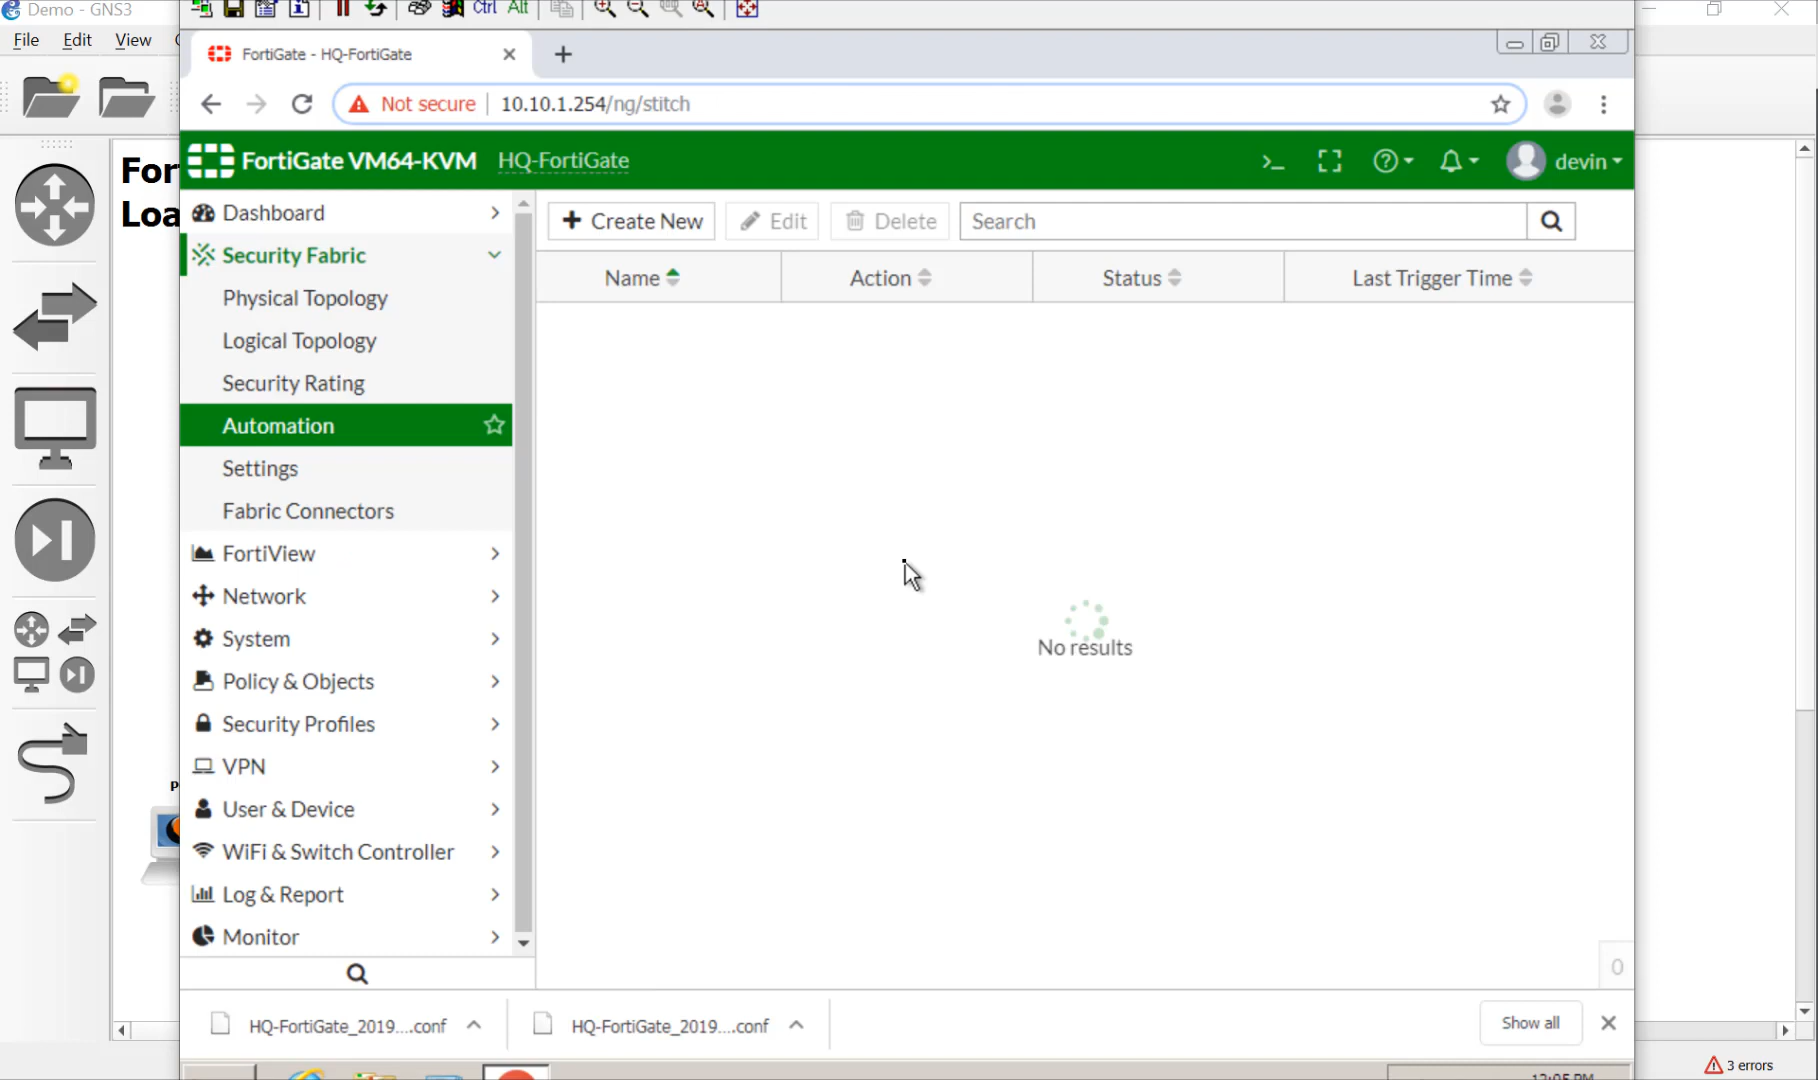 Demo - GNS3
File Edit View
Ctrl Alt
FortiGate - HQ-FortiGate
Not secure 10.10.1.254/ng/stitch
FortiGate VM64-KVM HQ-FortiGate
devin
For
Loa
Dashboard
Security Fabric
Physical Topology
Logical Topology
Security Rating
Automation
Settings
Fabric Connectors
FortiView
Network
System
Policy & Objects
Security Profiles
VPN
User & Device
WiFi & Switch Controller
Log & Report
Monitor
+ Create New Edit Delete Search
Name Action Status Last Trigger Time
No results
0
HQ-FortiGate_2019....conf HQ-FortiGate_2019....conf Show all
3 errors